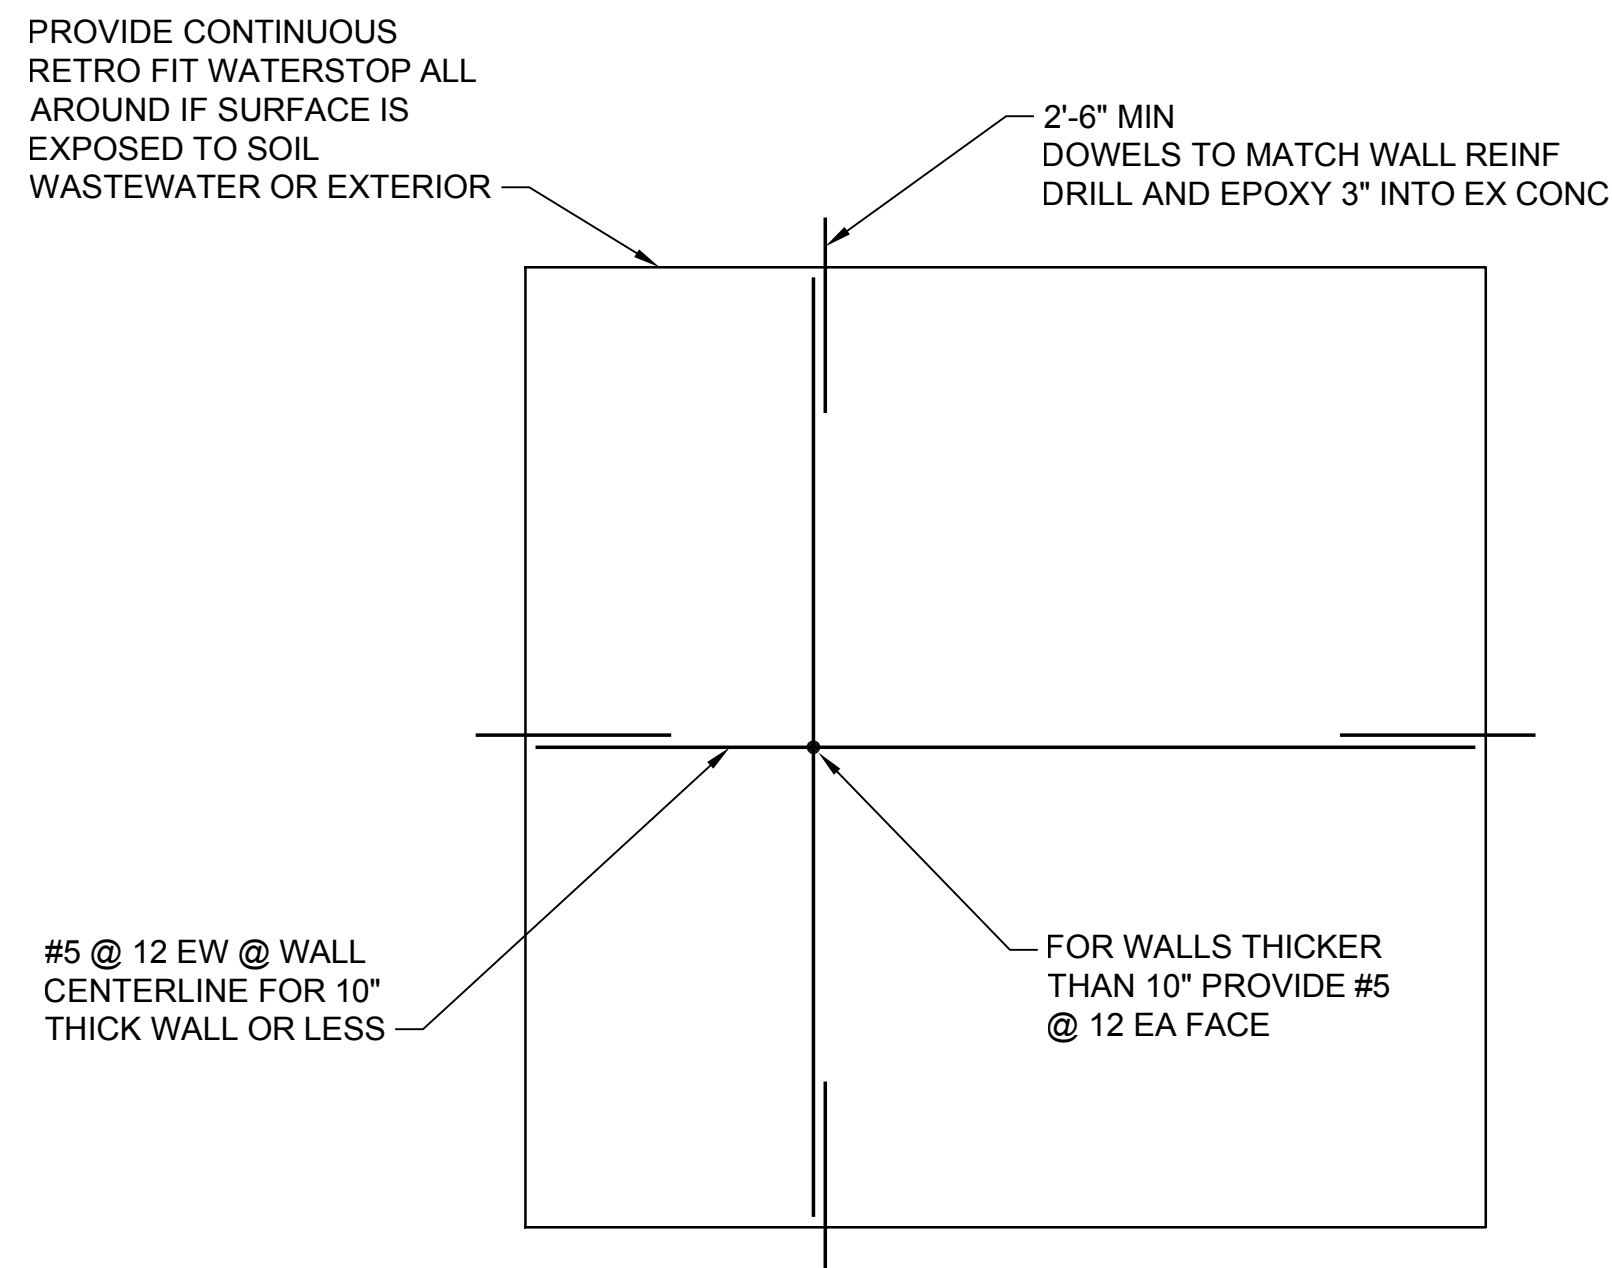 PROVIDE CONTINUOUS
RETRO FIT WATERSTOP ALL
AROUND IF SURFACE IS
EXPOSED TO SOIL
WASTEWATER OR EXTERIOR
2'-6" MIN
DOWELS TO MATCH WALL REINF
DRILL AND EPOXY 3" INTO EX CONC
#5 @ 12 EW @ WALL
CENTERLINE FOR 10"
THICK WALL OR LESS
FOR WALLS THICKER
THAN 10" PROVIDE #5
@ 12 EA FACE